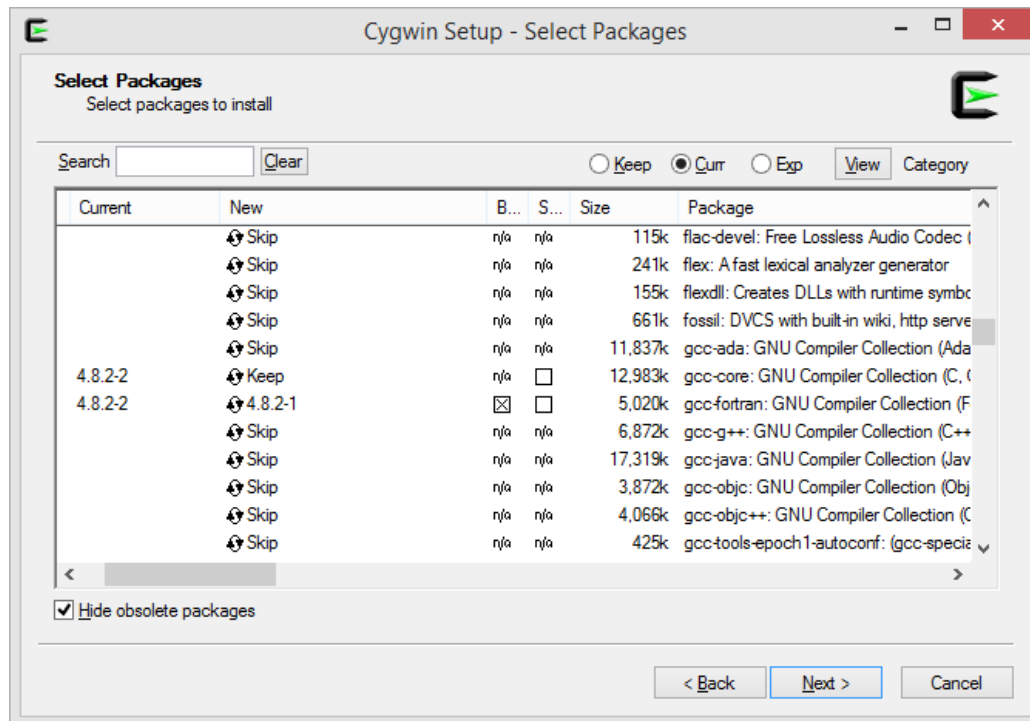 Cygwin Setup - Select Packages
Select Packages
Select packages to install
Search Clear Keep Curr Exp View Category
Current New B... S... Size Package
Skip n/a n/a 115k flac-devel: Free Lossless Audio Codec (
Skip n/a n/a 241k flex: A fast lexical analyzer generator
Skip n/a n/a 155k flexdll: Creates DLLs with runtime symbo
Skip n/a n/a 661k fossil: DVCS with built-in wiki, http serve
Skip n/a n/a 11,837k gcc-ada: GNU Compiler Collection (Ada
4.8.2-2 Keep n/a 12,983k gcc-core: GNU Compiler Collection (C, 
4.8.2-2 4.8.2-1 5,020k gcc-fortran: GNU Compiler Collection (F
Skip n/a n/a 6,872k gcc-g++: GNU Compiler Collection (C++
Skip n/a n/a 17,319k gcc-java: GNU Compiler Collection (Jav
Skip n/a n/a 3,872k gcc-objc: GNU Compiler Collection (Obj
Skip n/a n/a 4,066k gcc-objc++: GNU Compiler Collection (
Skip n/a n/a 425k gcc-tools-epoch1-autoconf: (gcc-specia
Hide obsolete packages
< Back Next > Cancel